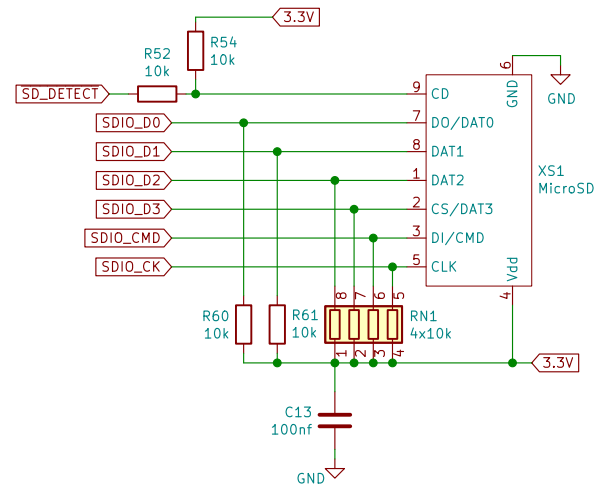 3.3V
R52
10k
R54
10k
SD_DETECT
9
CD
6
GND
GND
SDIO_D0
7
DO/DAT0
SDIO_D1
8
DAT1
SDIO_D2
1
DAT2
XS1
MicroSD
SDIO_D3
2
CS/DAT3
SDIO_CMD
3
DI/CMD
SDIO_CK
5
CLK
Vdd
4
R60
10k
R61
10k
8 7 6 5
RN1
4x10k
1 2 3 4
3.3V
C13
100nf
GND